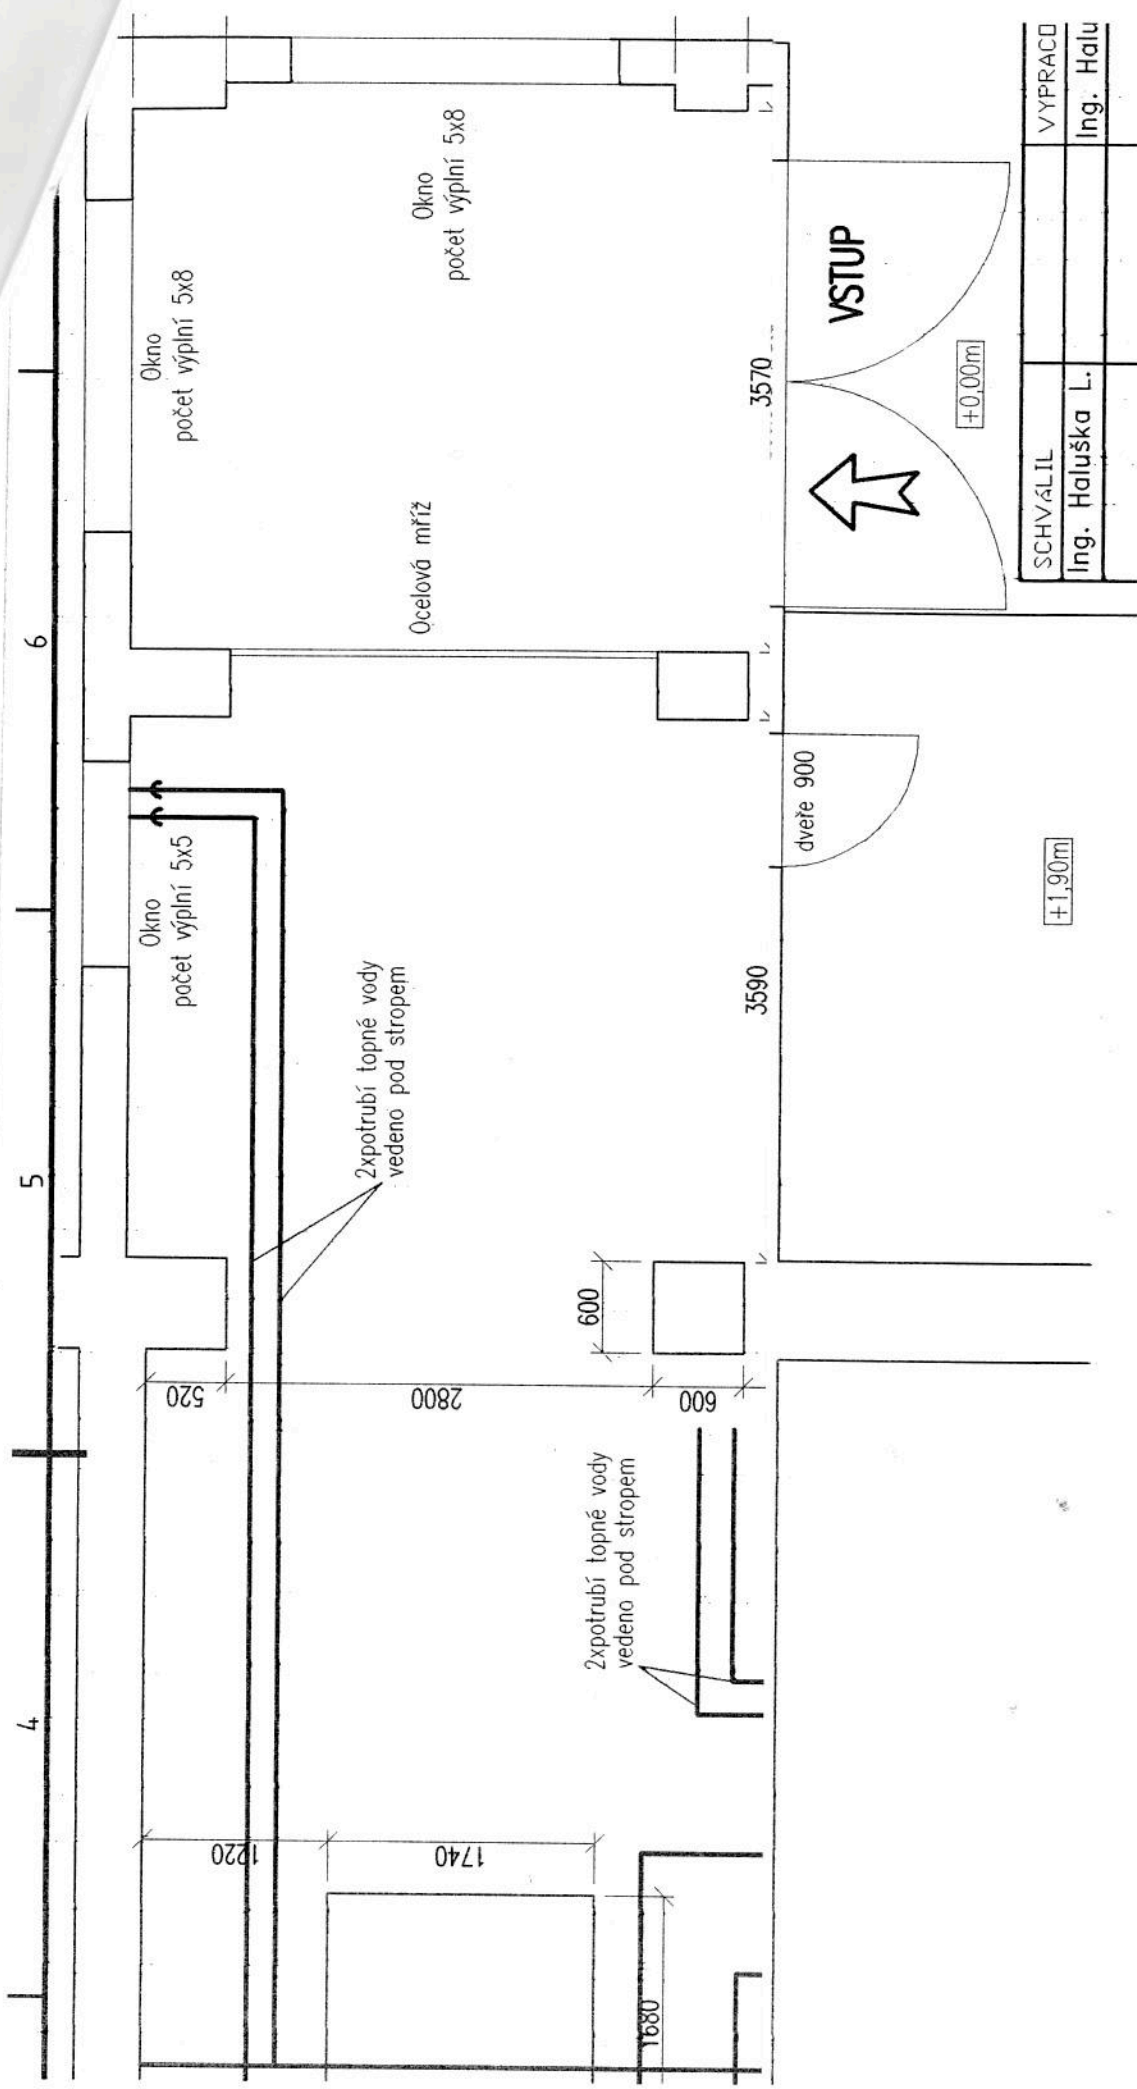 6
5
4
Okno
počet výplní 5x8
Okno
počet výplní 5x8
Okno
počet výplní 5x5
Ocelová mříž
VSTUP
3570
+0,00m
dveře 900
3590
+1,90m
2xpotrubí topné vody
vedeno pod stropem
600
520
2800
600
2xpotrubí topné vody
vedeno pod stropem
1220
1740
1680
SCHVÁLIL
VYPRACO
Ing. Haluška L.
Ing. Halu